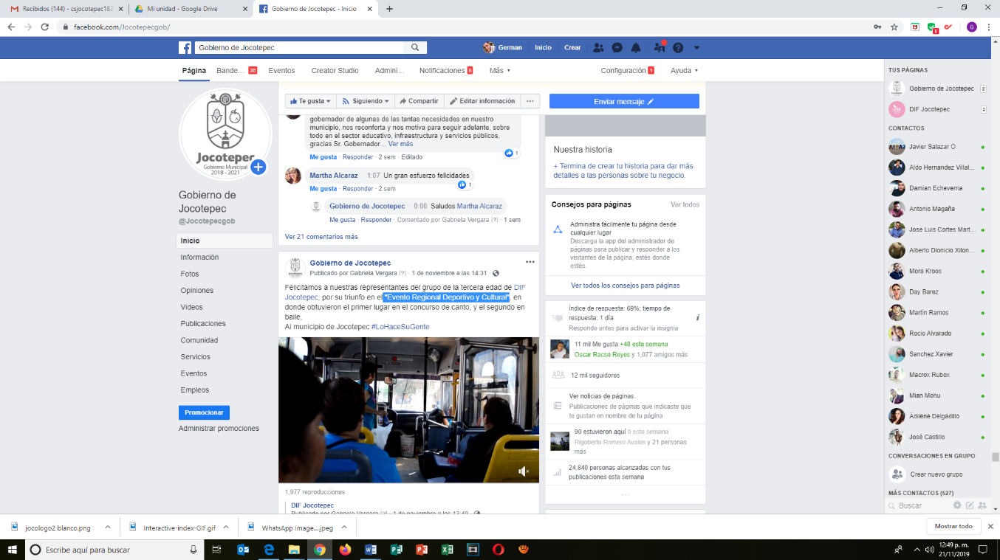 Recibidos (144) - csjocotepec182
Mi unidad - Google Drive
Gobierno de Jocotepec - Inicio
facebook.com/Jocotepecgob/
Gobierno de Jocotepec
German
Inicio
Crear
Página
Bande... 36
Eventos
Creator Studio
Admini...
Notificaciones 8
Más
Configuración 1
Ayuda
Jocotepec
Gobierno Municipal
2018 - 2021
Gobierno de
Jocotepec
@Jocotepecgob
Inicio
Información
Fotos
Opiniones
Videos
Publicaciones
Comunidad
Servicios
Eventos
Empleos
Promocionar
Administrar promociones
Te gusta
Siguiendo
Compartir
Editar información
...
Enviar mensaje
gobernador de algunas de las tantas necesidades en nuestro
municipio, nos reconforta y nos motiva para seguir adelante, sobre
todo en el sector educativo, infraestructura y servicios públicos,
gracias Sr. Gobernador... Ver más
1
Me gusta · Responder · 2 sem · Editado
Martha Alcaraz · 1:07 Un gran esfuerzo felicidades
1
Me gusta · Responder · 2 sem
Gobierno de Jocotepec · 0:00 Saludos Martha Alcaraz
Me gusta · Responder · Comentado por Gabriela Vergara [?] · 1 sem
Ver 21 comentarios más
Gobierno de Jocotepec
Publicado por Gabriela Vergara [?] · 1 de noviembre a las 14:31 ·
Felicitamos a nuestras representantes del grupo de la tercera edad de DIF
Jocotepec, por su triunfo en el "Evento Regional Deportivo y Cultural", en
donde obtuvieron el primer lugar en el concurso de canto, y el segundo en
baile,
Al municipio de Jocotepec #LoHaceSuGente
1,977 reproducciones
DIF Jocotepec
Publicado por Gabriela Vergara [?] · 1 de noviembre a las 13:49 ·
Nuestra historia
+ Termina de crear tu historia para dar más
detalles a las personas sobre tu negocio.
Consejos para páginas
Ver todos
Administra fácilmente tu página desde
cualquier lugar
Descarga la app del administrador de
páginas para publicar y responder a los
visitantes de la página, estés donde
estés.
Ver todos los consejos para páginas
Índice de respuesta: 69%; tiempo de
respuesta: 1 día
Responde antes para activar la insignia
11 mil Me gusta +48 esta semana
Oscar Racso Reyes y 1,077 amigos más
12 mil seguidores
Ver noticias de páginas
Publicaciones de páginas que indicaste que
te gustan en nombre de tu página
90 estuvieron aquí 0 esta semana
Rigoberto Romero Avalos y 21 personas
más
24,840 personas alcanzadas con tus
publicaciones esta semana
...
TUS PÁGINAS
Gobierno de Jocotepec 8
DIF Jocotepec 9
CONTACTOS
Javier Salazar O
Aldo Hernandez Villal...
Damian Echeverria
Antonio Magaña
Jose Luis Cortes Mart...
Alberto Dionicio Xilon...
Mora Kroos
Day Barez
Martín Ramos
Rocio Alvarado
Sanchez Xavier
Macrox Rubox
Mian Mohu
Adiléné Délgádilló
José Castillo
CONVERSACIONES EN GRUPO
Crear nuevo grupo
MÁS CONTACTOS (527)
Buscar
jocologo2 blanco.png
Interactive-index-GIF.gif
WhatsApp Image....jpeg
Mostrar todo
Escribe aquí para buscar
12:49 p. m.
21/11/2019